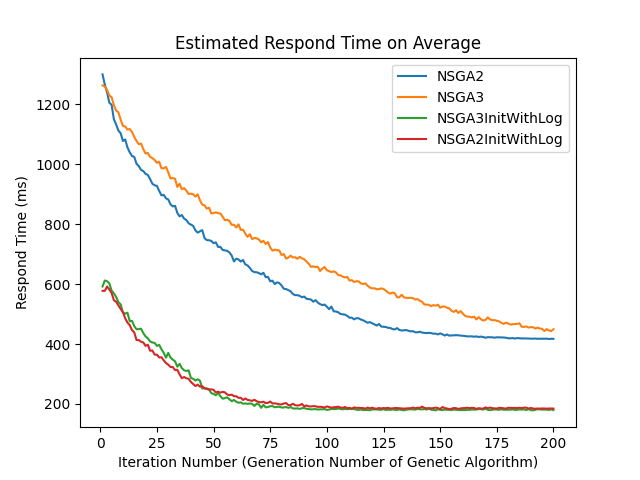 Estimated Respond Time on Average
NSGA2
NSGA3
NSGA3InitWithLog
NSGA2InitWithLog
Respond Time (ms)
1200
1000
800
600
400
200
0 25 50 75 100 125 150 175 200
Iteration Number (Generation Number of Genetic Algorithm)